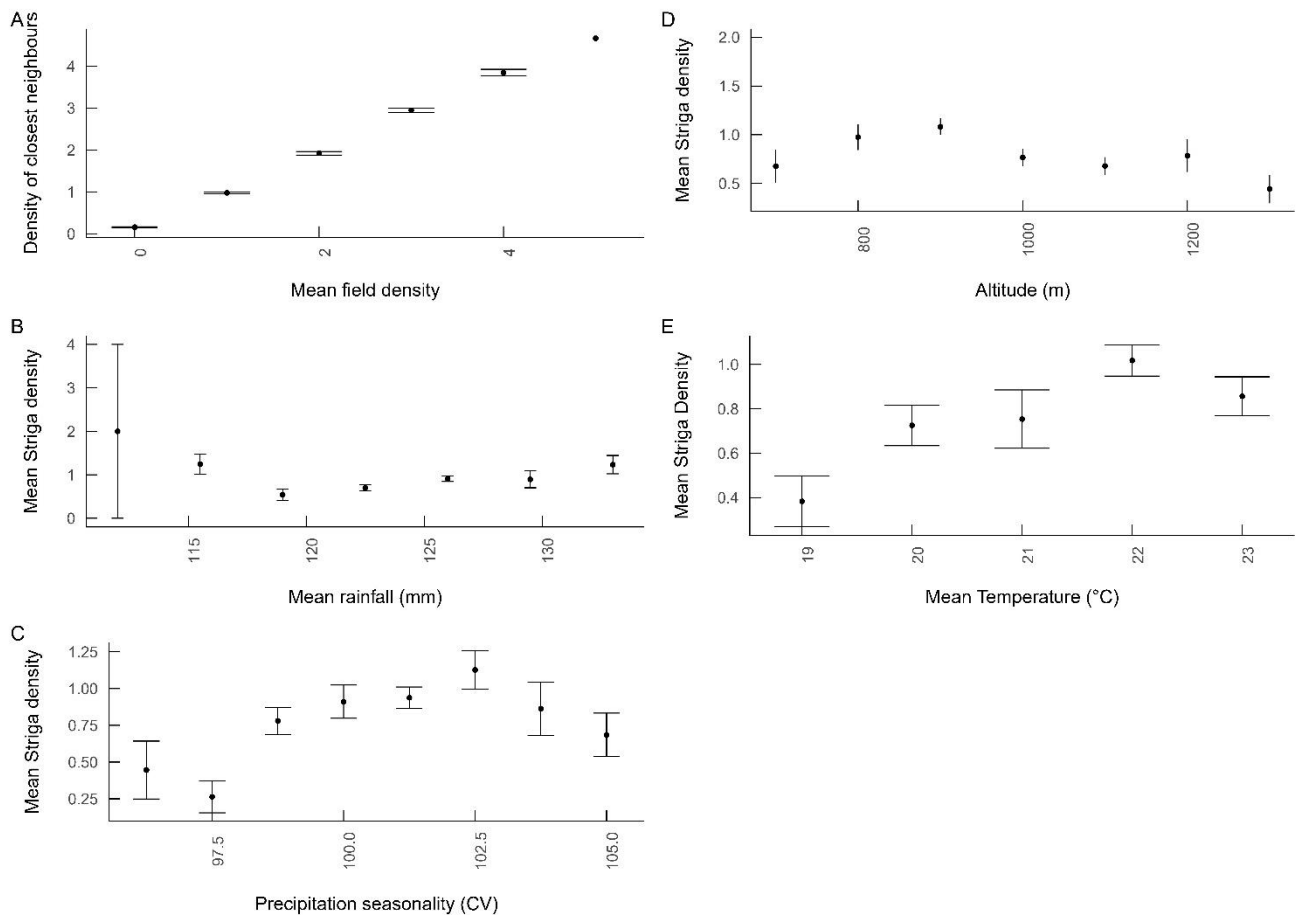 A
Density of closest neighbours
4
3
2
1
0
0
2
4
Mean field density
B
Mean Striga density
4
3
2
1
0
115
120
125
130
Mean rainfall (mm)
C
Mean Striga density
1.25
1.00
0.75
0.50
0.25
97.5
100.0
102.5
105.0
Precipitation seasonality (CV)
D
Mean Striga density
2.0
1.5
1.0
0.5
800
1000
1200
Altitude (m)
E
Mean Striga Density
1.0
0.8
0.6
0.4
19
20
21
22
23
Mean Temperature (°C)